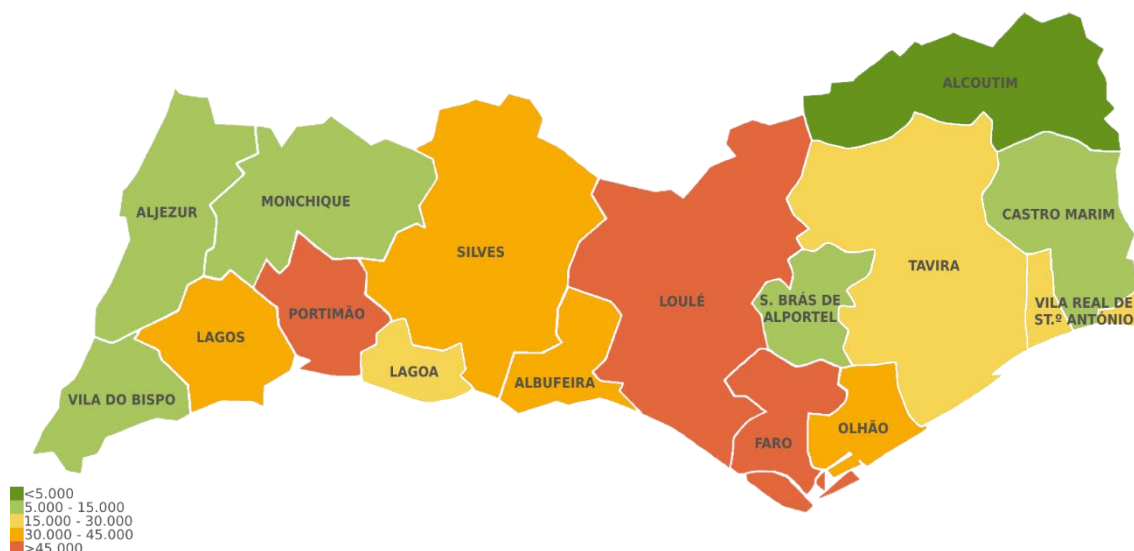 ALCOUTIM
ALJEZUR
MONCHIQUE
CASTRO MARIM
SILVES
TAVIRA
LOULÉ
S. BRÁS DE
ALPORTEL
VILA REAL DE
ST.º ANTÓNIO
PORTIMÃO
LAGOS
LAGOA
ALBUFEIRA
VILA DO BISPO
OLHÃO
FARO
<5.000
5.000 - 15.000
15.000 - 30.000
30.000 - 45.000
>45.000